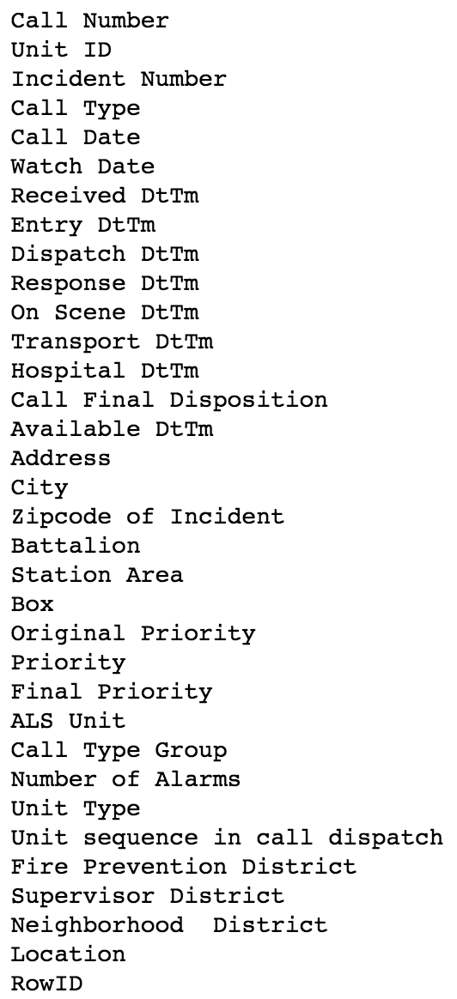 Call Number
Unit ID
Incident Number
Call Type
Call Date
Watch Date
Received DtTm
Entry DtTm
Dispatch DtTm
Response DtTm
On Scene DtTm
Transport DtTm
Hospital DtTm
Call Final Disposition
Available DtTm
Address
City
Zipcode of Incident
Battalion
Station Area
Box
Original Priority
Priority
Final Priority
ALS Unit
Call Type Group
Number of Alarms
Unit Type
Unit sequence in call dispatch
Fire Prevention District
Supervisor District
Neighborhood  District
Location
RowID